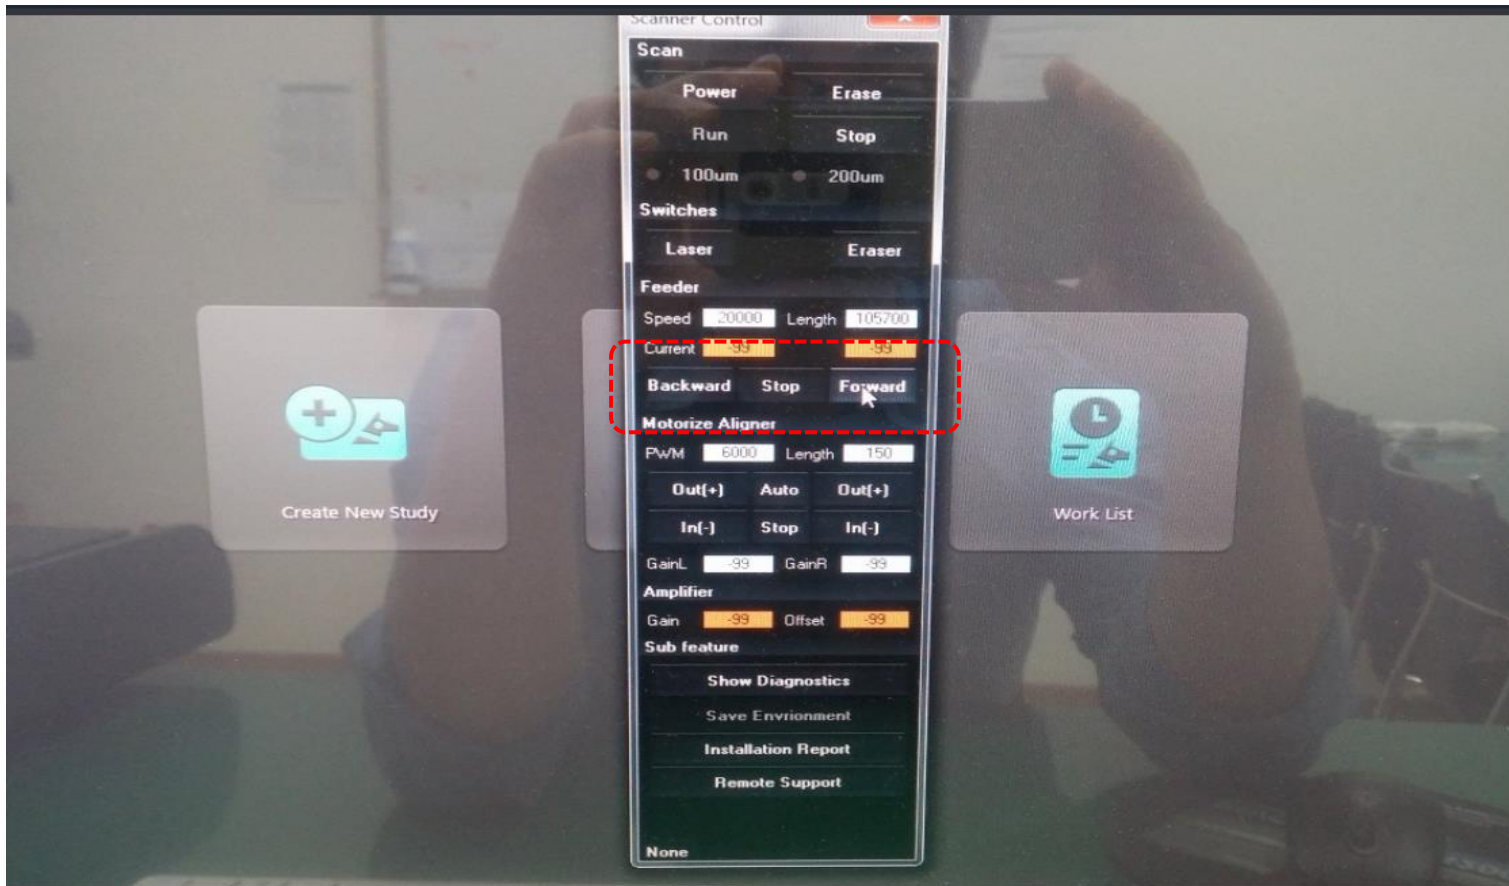 Scanner Control
Scan
Power Erase
Run Stop
100um 200um
Switches
Laser Eraser
Feeder
Speed 20000 Length 105700
Current -99 -99
Backward Stop Forward
Motorize Aligner
PWM 6000 Length 150
Out(+) Auto Out(+)
In(-) Stop In(-)
GainL -99 GainR -99
Amplifier
Gain -99 Offset -99
Sub feature
Show Diagnostics
Save Envrionment
Installation Report
Remote Support
None
Create New Study
Work List